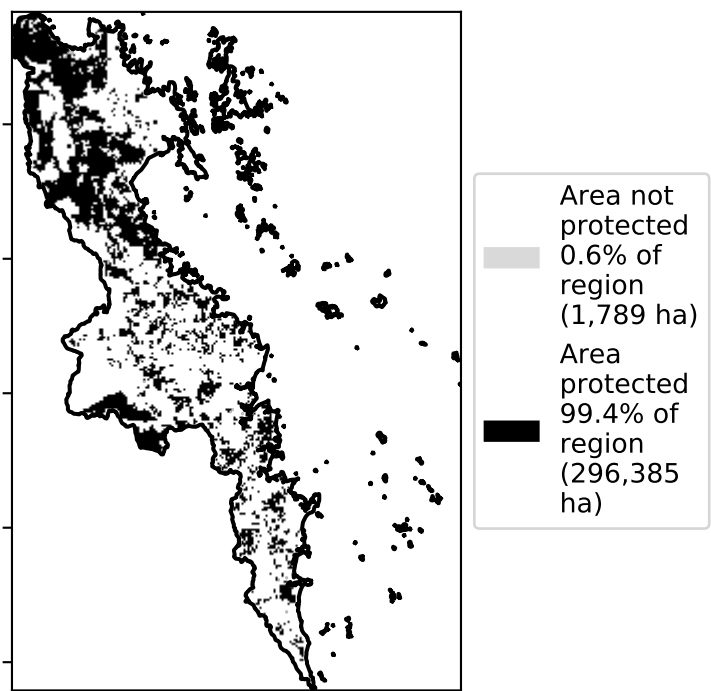 Area not
protected
0.6% of
region
(1,789 ha)
Area
protected
99.4% of
region
(296,385
ha)